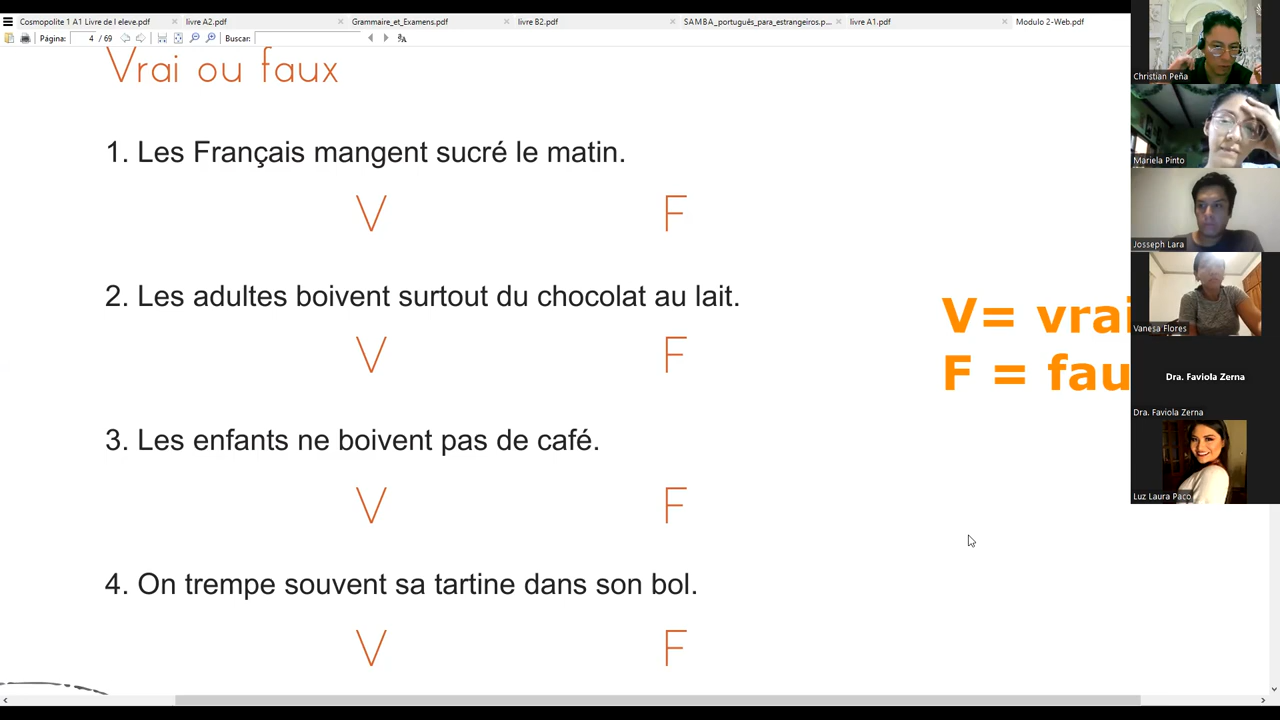 Cosmopolite 1 A1 Livre de l eleve.pdf
livre A2.pdf
Grammaire_et_Examens.pdf
livre B2.pdf
SAMBA_português_para_estrangeiros.p...
livre A1.pdf
Modulo 2-Web.pdf
Página: 4 / 69 Buscar:
Vrai ou faux
1. Les Français mangent sucré le matin.
V F
2. Les adultes boivent surtout du chocolat au lait.
V F
V= vrai
F = fau
3. Les enfants ne boivent pas de café.
V F
4. On trempe souvent sa tartine dans son bol.
V F
Christian Peña
Mariela Pinto
Josseph Lara
Vanesa Flores
Dra. Faviola Zerna
Dra. Faviola Zerna
Luz Laura Paco